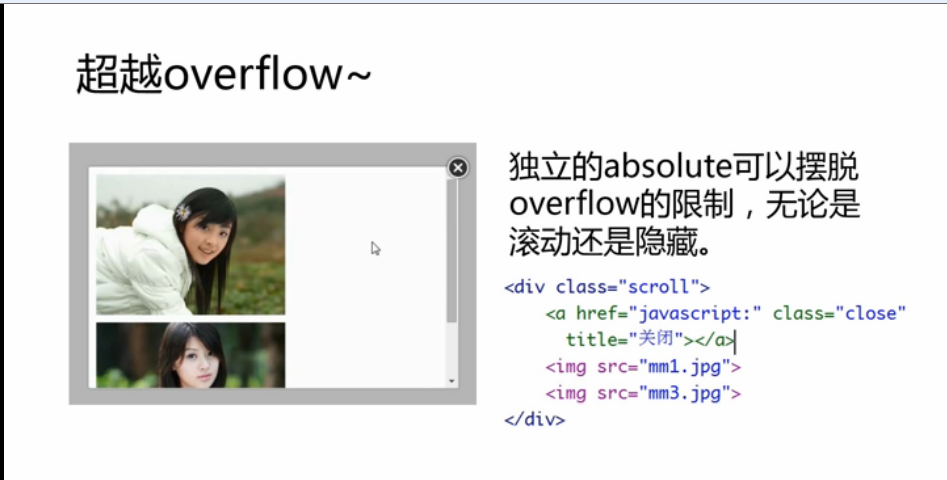 超越overflow~
独立的absolute可以摆脱
overflow的限制，无论是
滚动还是隐藏。
<div class="scroll">
<a href="javascript:" class="close"
title="关闭"></a>
<img src="mm1.jpg">
<img src="mm3.jpg">
</div>